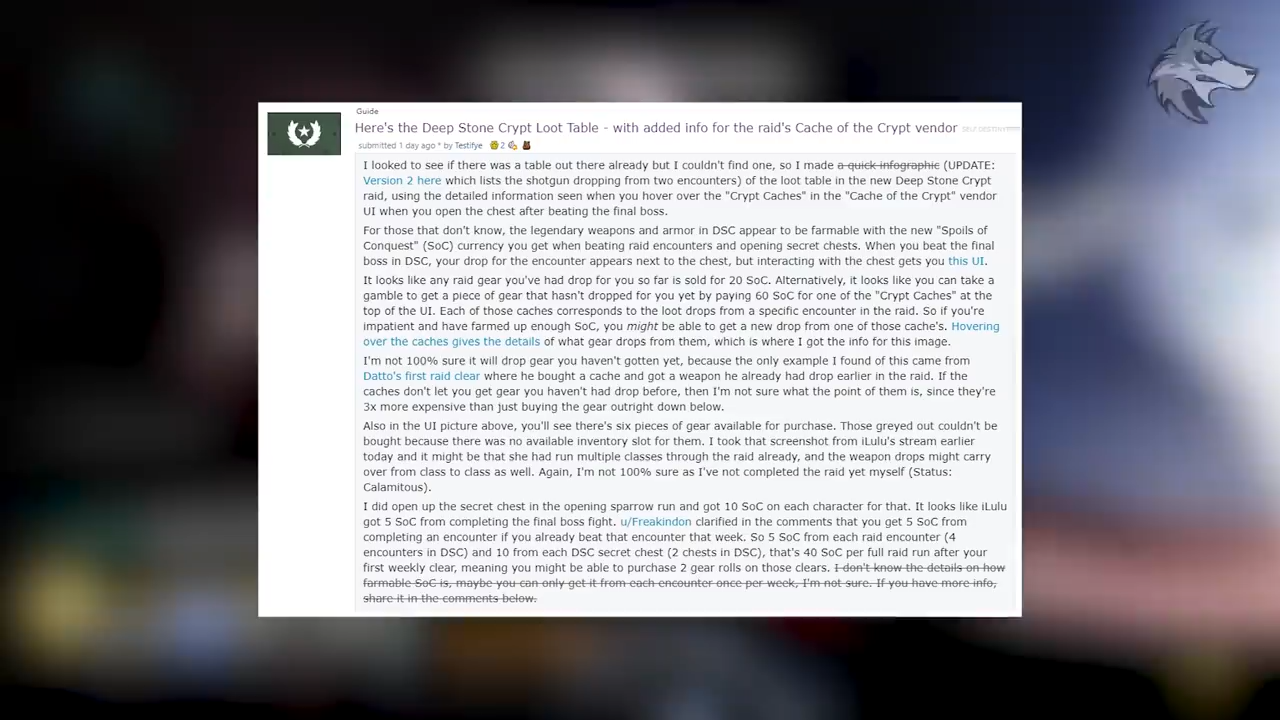 Guide
Here's the Deep Stone Crypt Loot Table - with added info for the raid's Cache of the Crypt vendor
submitted 1 day ago * by Testifye 2
I looked to see if there was a table out there already but I couldn't find one, so I made a quick infographic (UPDATE:
Version 2 here which lists the shotgun dropping from two encounters) of the loot table in the new Deep Stone Crypt
raid, using the detailed information seen when you hover over the "Crypt Caches" in the "Cache of the Crypt" vendor
UI when you open the chest after beating the final boss.
For those that don't know, the legendary weapons and armor in DSC appear to be farmable with the new "Spoils of
Conquest" (SoC) currency you get when beating raid encounters and opening secret chests. When you beat the final
boss in DSC, your drop for the encounter appears next to the chest, but interacting with the chest gets you this UI.
It looks like any raid gear you've had drop for you so far is sold for 20 SoC. Alternatively, it looks like you can take a
gamble to get a piece of gear that hasn't dropped for you yet by paying 60 SoC for one of the "Crypt Caches" at the
top of the UI. Each of those caches corresponds to the loot drops from a specific encounter in the raid. So if you're
impatient and have farmed up enough SoC, you might be able to get a new drop from one of those cache's. Hovering
over the caches gives the details of what gear drops from them, which is where I got the info for this image.
I'm not 100% sure it will drop gear you haven't gotten yet, because the only example I found of this came from
Datto's first raid clear where he bought a cache and got a weapon he already had drop earlier in the raid. If the
caches don't let you get gear you haven't had drop before, then I'm not sure what the point of them is, since they're
3x more expensive than just buying the gear outright down below.
Also in the UI picture above, you'll see there's six pieces of gear available for purchase. Those greyed out couldn't be
bought because there was no available inventory slot for them. I took that screenshot from iLulu's stream earlier
today and it might be that she had run multiple classes through the raid already, and the weapon drops might carry
over from class to class as well. Again, I'm not 100% sure as I've not completed the raid yet myself (Status:
Calamitous).
I did open up the secret chest in the opening sparrow run and got 10 SoC on each character for that. It looks like iLulu
got 5 SoC from completing the final boss fight. u/Freakindon clarified in the comments that you get 5 SoC from
completing an encounter if you already beat that encounter that week. So 5 SoC from each raid encounter (4
encounters in DSC) and 10 from each DSC secret chest (2 chests in DSC), that's 40 SoC per full raid run after your
first weekly clear, meaning you might be able to purchase 2 gear rolls on those clears. I don't know the details on how
farmable SoC is, maybe you can only get it from each encounter once per week, I'm not sure. If you have more info,
share it in the comments below.